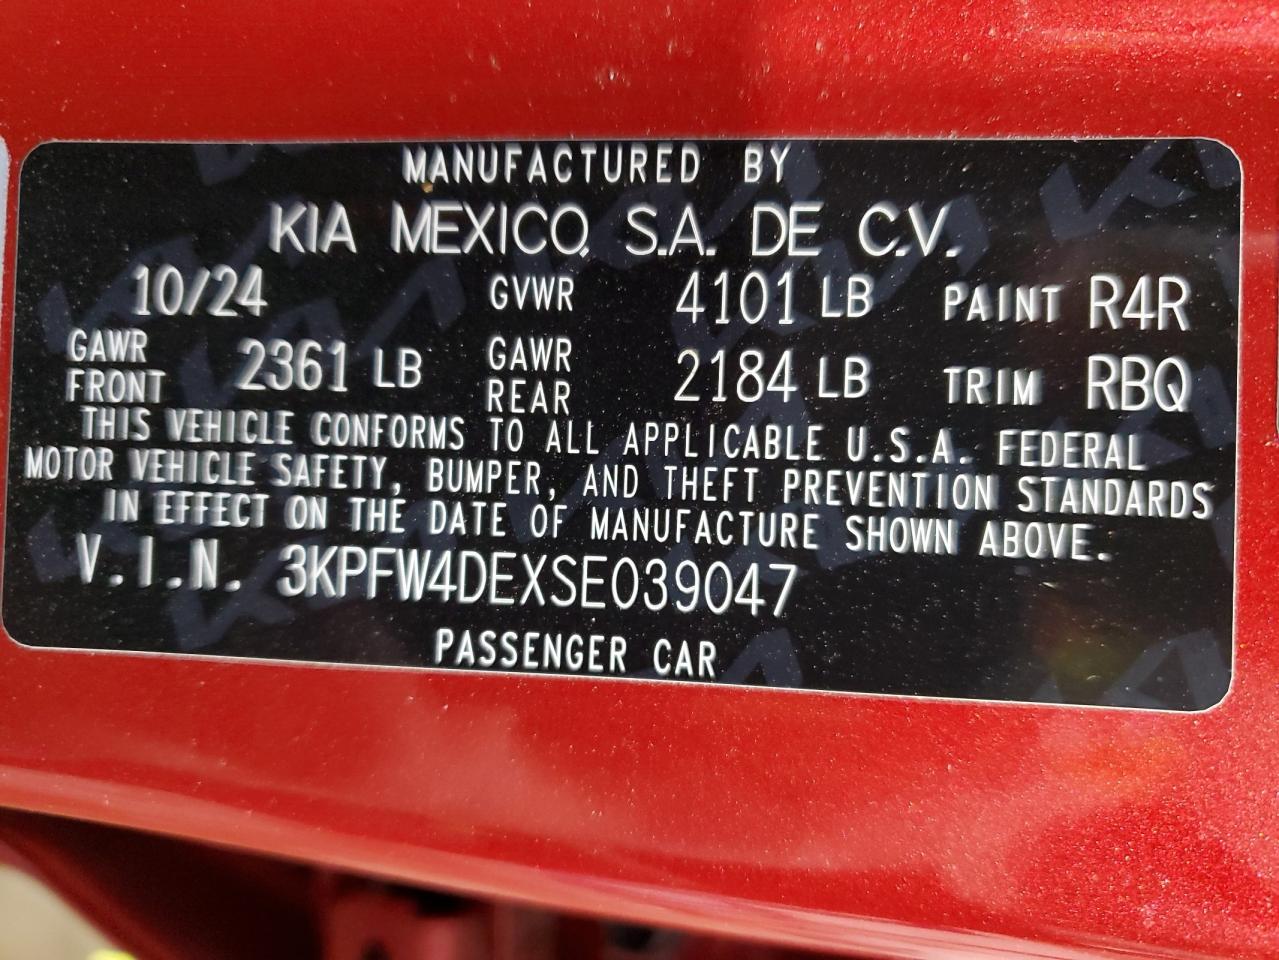 MANUFACTURED BY
KIA MEXICO, S.A. DE C.V.
10/24 GVWR 4101 LB PAINT R4R
GAWR FRONT 2361 LB GAWR REAR 2184 LB TRIM RBQ
THIS VEHICLE CONFORMS TO ALL APPLICABLE U.S.A. FEDERAL
MOTOR VEHICLE SAFETY, BUMPER, AND THEFT PREVENTION STANDARDS
IN EFFECT ON THE DATE OF MANUFACTURE SHOWN ABOVE.
V.I.N. 3KPFW4DEXSE039047
PASSENGER CAR